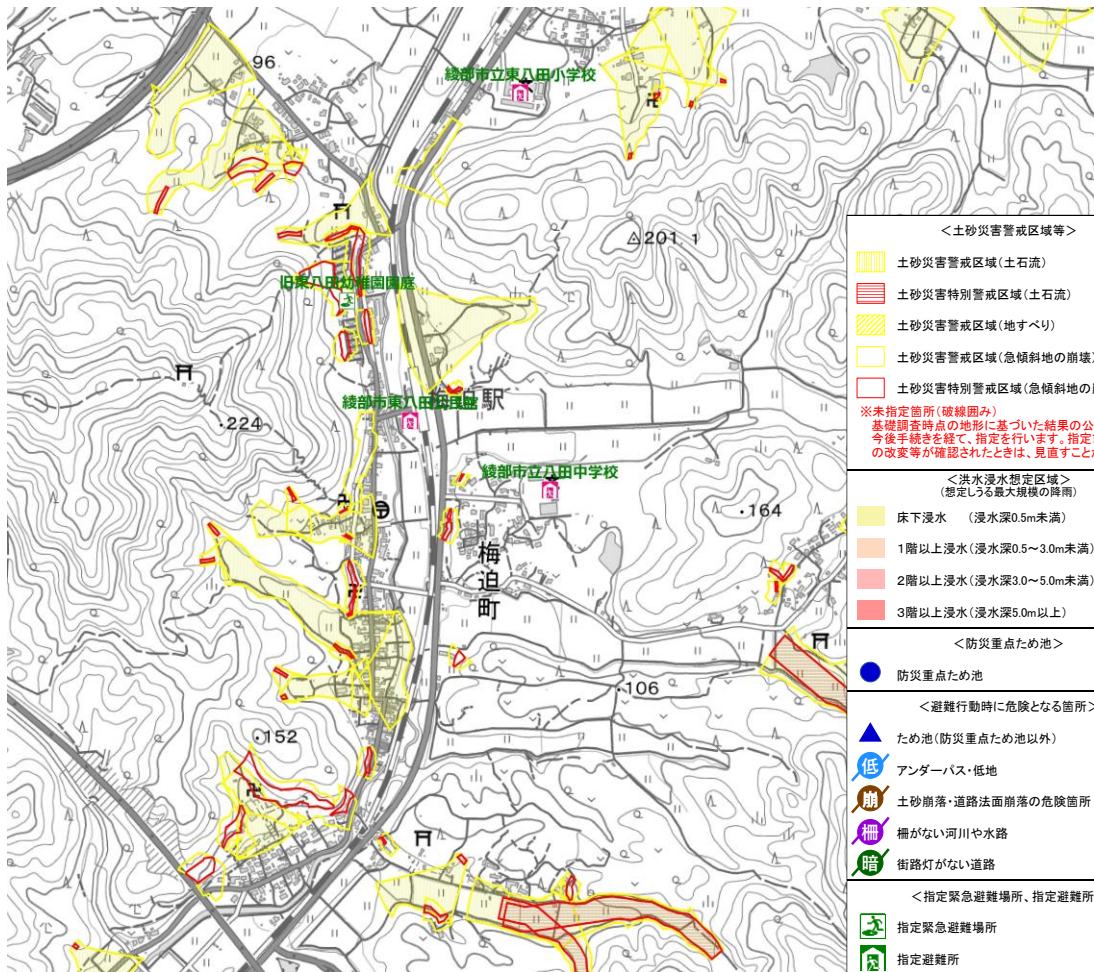 96
綾部市立東八田小学校
201.1
旧東八田幼稚園園庭
224
綾部市東八田公民館
綾部市立八田中学校
164
梅迫町
106
152
<土砂災害警戒区域等>
土砂災害警戒区域(土石流)
土砂災害特別警戒区域(土石流)
土砂災害警戒区域(地すべり)
土砂災害警戒区域(急傾斜地の崩壊)
土砂災害特別警戒区域(急傾斜地の
※未指定箇所(破線囲み)
基礎調査時点の地形に基づいた結果の公
今後手続きを経て、指定を行います。指定
の改変等が確認されたときは、見直すこと
<洪水浸水想定区域>
(想定しうる最大規模の降雨)
床下浸水 (浸水深0.5m未満)
1階以上浸水(浸水深0.5~3.0m未満)
2階以上浸水(浸水深3.0~5.0m未満)
3階以上浸水(浸水深5.0m以上)
<防災重点ため池>
防災重点ため池
<避難行動時に危険となる箇所>
ため池(防災重点ため池以外)
低 アンダーパス・低地
崩 土砂崩落・道路法面崩落の危険箇所
柵 柵がない河川や水路
暗 街路灯がない道路
<指定緊急避難場所、指定避難所
指定緊急避難場所
指定避難所